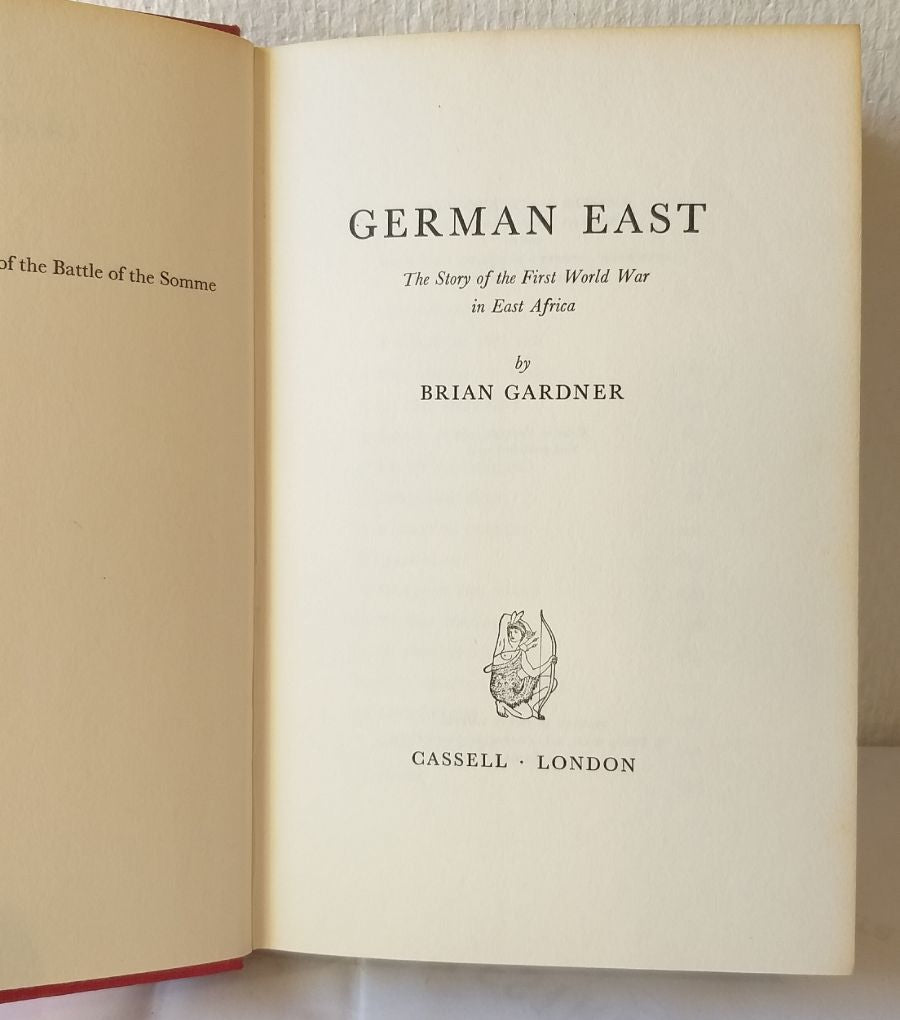 of the Battle of the Somme
GERMAN EAST
The Story of the First World War
in East Africa
by
BRIAN GARDNER
CASSELL · LONDON